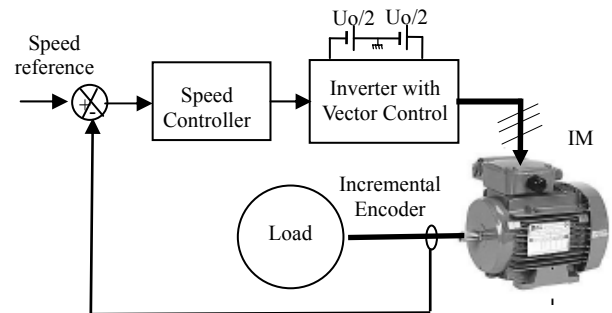 Uo/2
Uo/2
Speed
reference
+
-
Speed
Controller
Inverter with
Vector Control
IM
Incremental
Encoder
Load